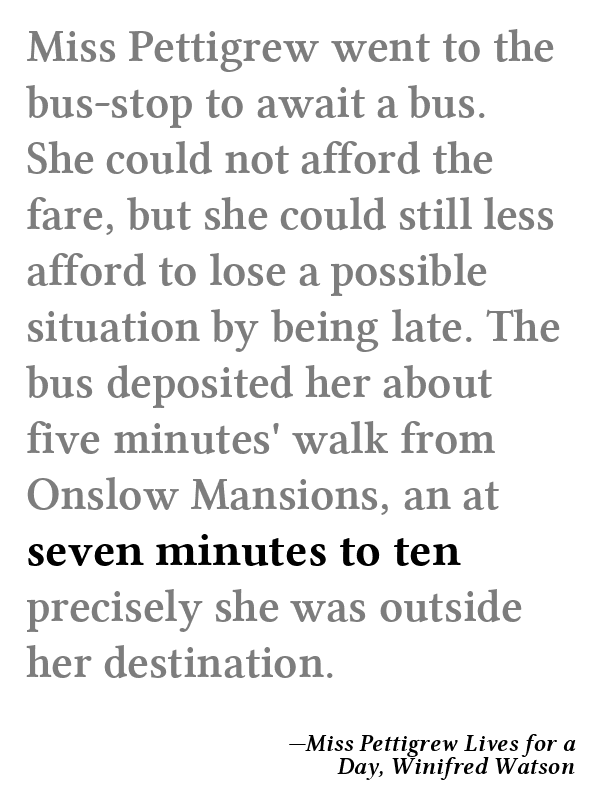 Miss Pettigrew went to the
bus-stop to await a bus.
She could not afford the
fare, but she could still less
afford to lose a possible
situation by being late. The
bus deposited her about
five minutes' walk from
Onslow Mansions, an at
seven minutes to ten
precisely she was outside
her destination.
—Miss Pettigrew Lives for a
Day, Winifred Watson